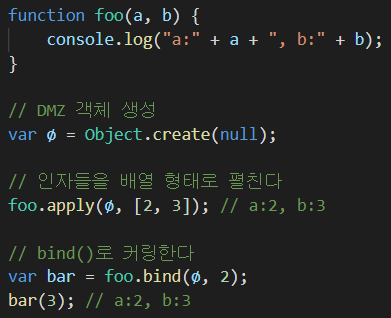 function foo(a, b) {
    console.log("a:" + a + ", b:" + b);
}
// DMZ 객체 생성
var ø = Object.create(null);
// 인자들을 배열 형태로 펼친다
foo.apply(ø, [2, 3]); // a:2, b:3
// bind()로 커링한다
var bar = foo.bind(ø, 2);
bar(3); // a:2, b:3